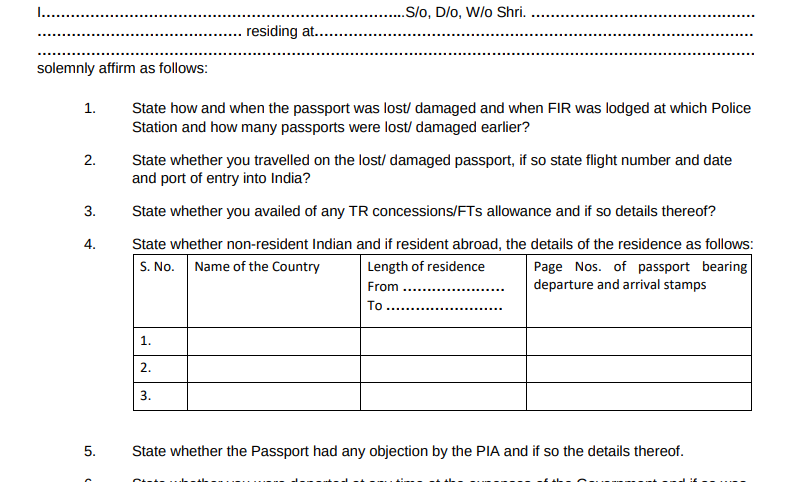 I....................................................................................S/o, D/o, W/o Shri. ....................................................
................................................ residing at......................................................................................................
..........................................................................................................................................................................
solemnly affirm as follows:
1. State how and when the passport was lost/ damaged and when FIR was lodged at which Police
Station and how many passports were lost/ damaged earlier?
2. State whether you travelled on the lost/ damaged passport, if so state flight number and date
and port of entry into India?
3. State whether you availed of any TR concessions/FTs allowance and if so details thereof?
4. State whether non-resident Indian and if resident abroad, the details of the residence as follows:
S. No. Name of the Country Length of residence Page Nos. of passport bearing
From ...................... departure and arrival stamps
To .........................
1.
2.
3.
5. State whether the Passport had any objection by the PIA and if so the details thereof.